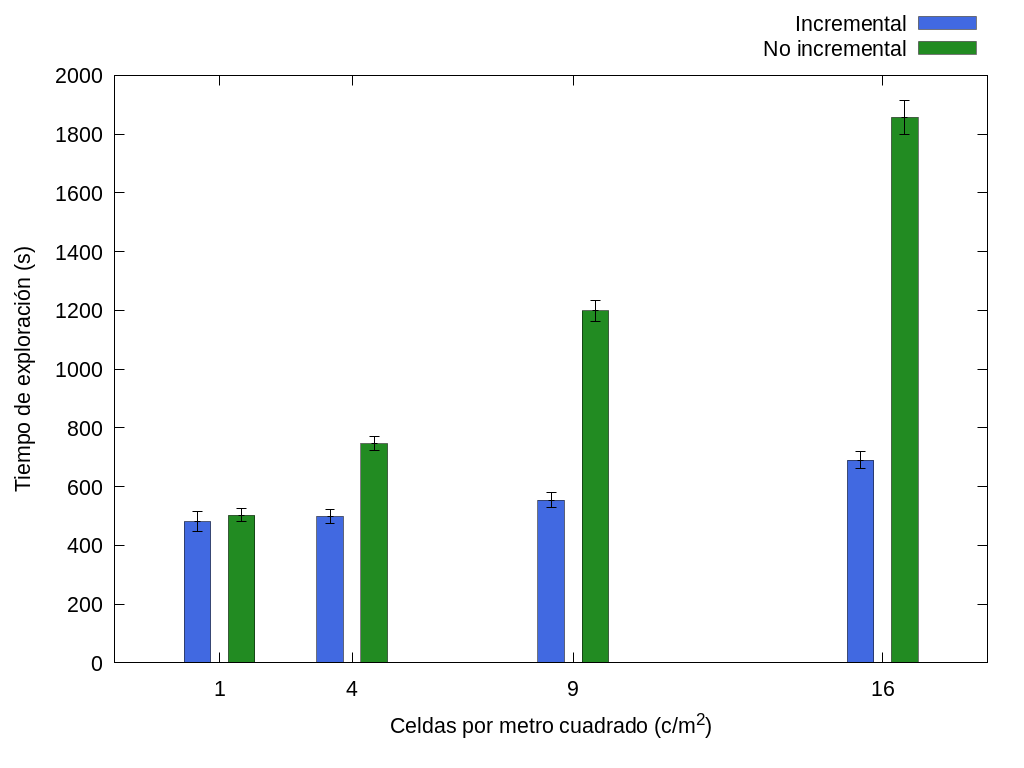 Incremental
No incremental
2000
1800
1600
1400
1200
1000
800
600
400
200
0
Tiempo de exploración (s)
1 4 9 16
Celdas por metro cuadrado (c/m²)